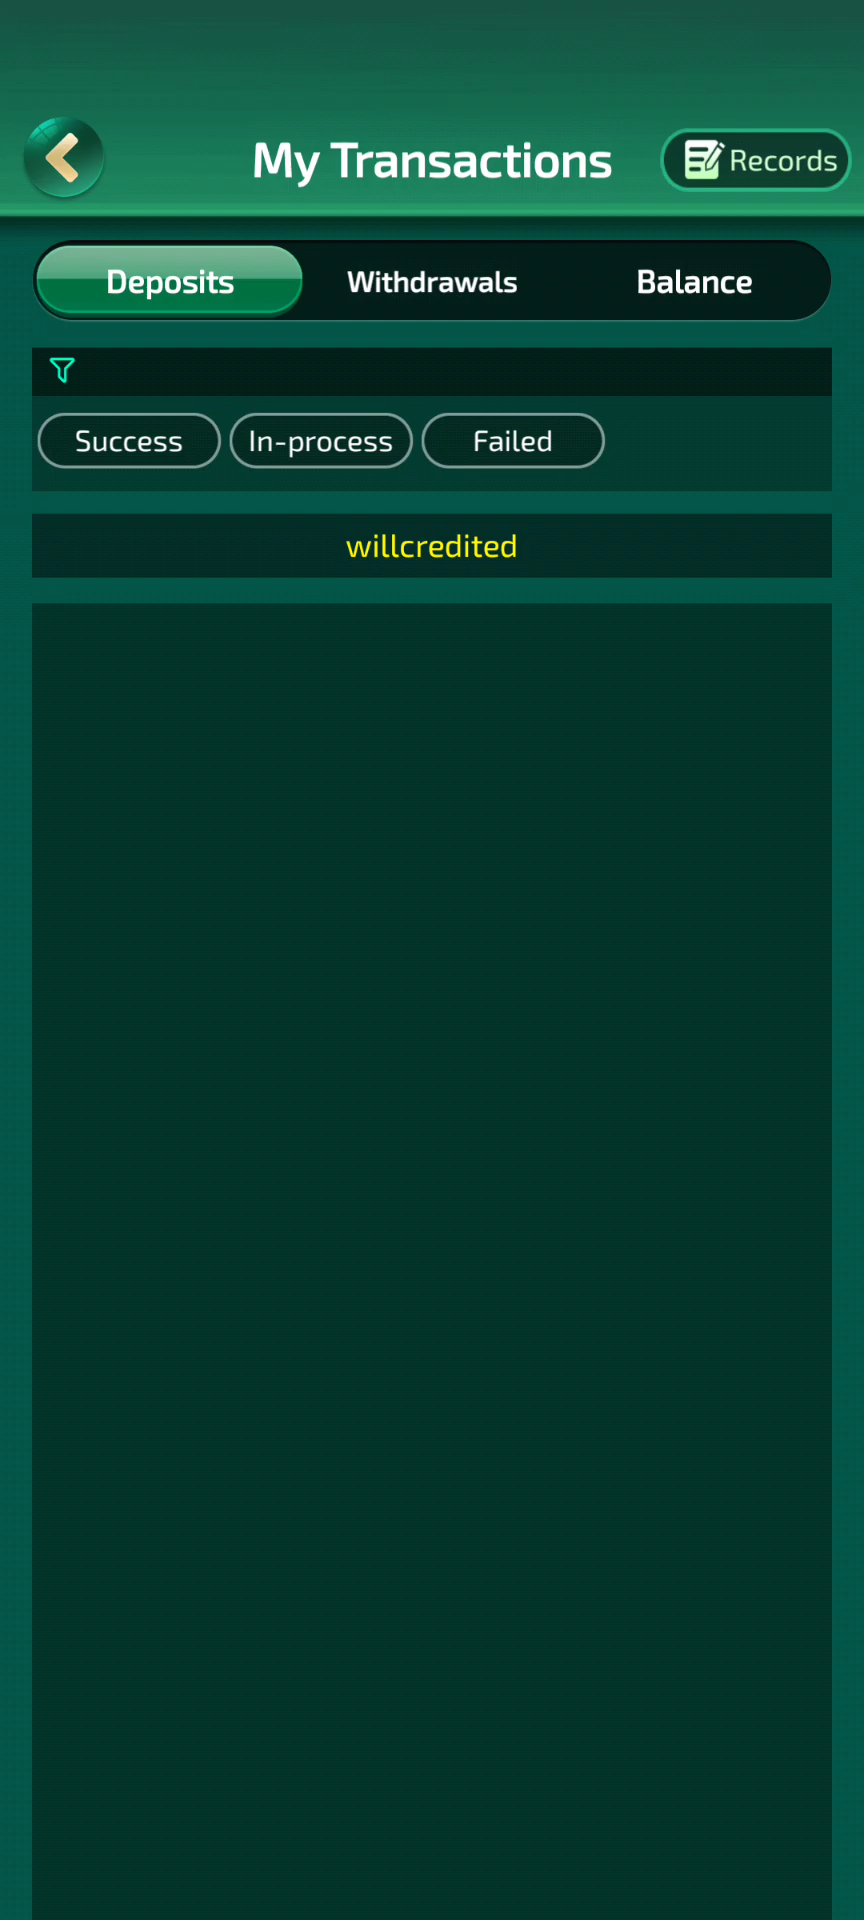 My Transactions
Records
Deposits Withdrawals Balance
Success In-process Failed
willcredited